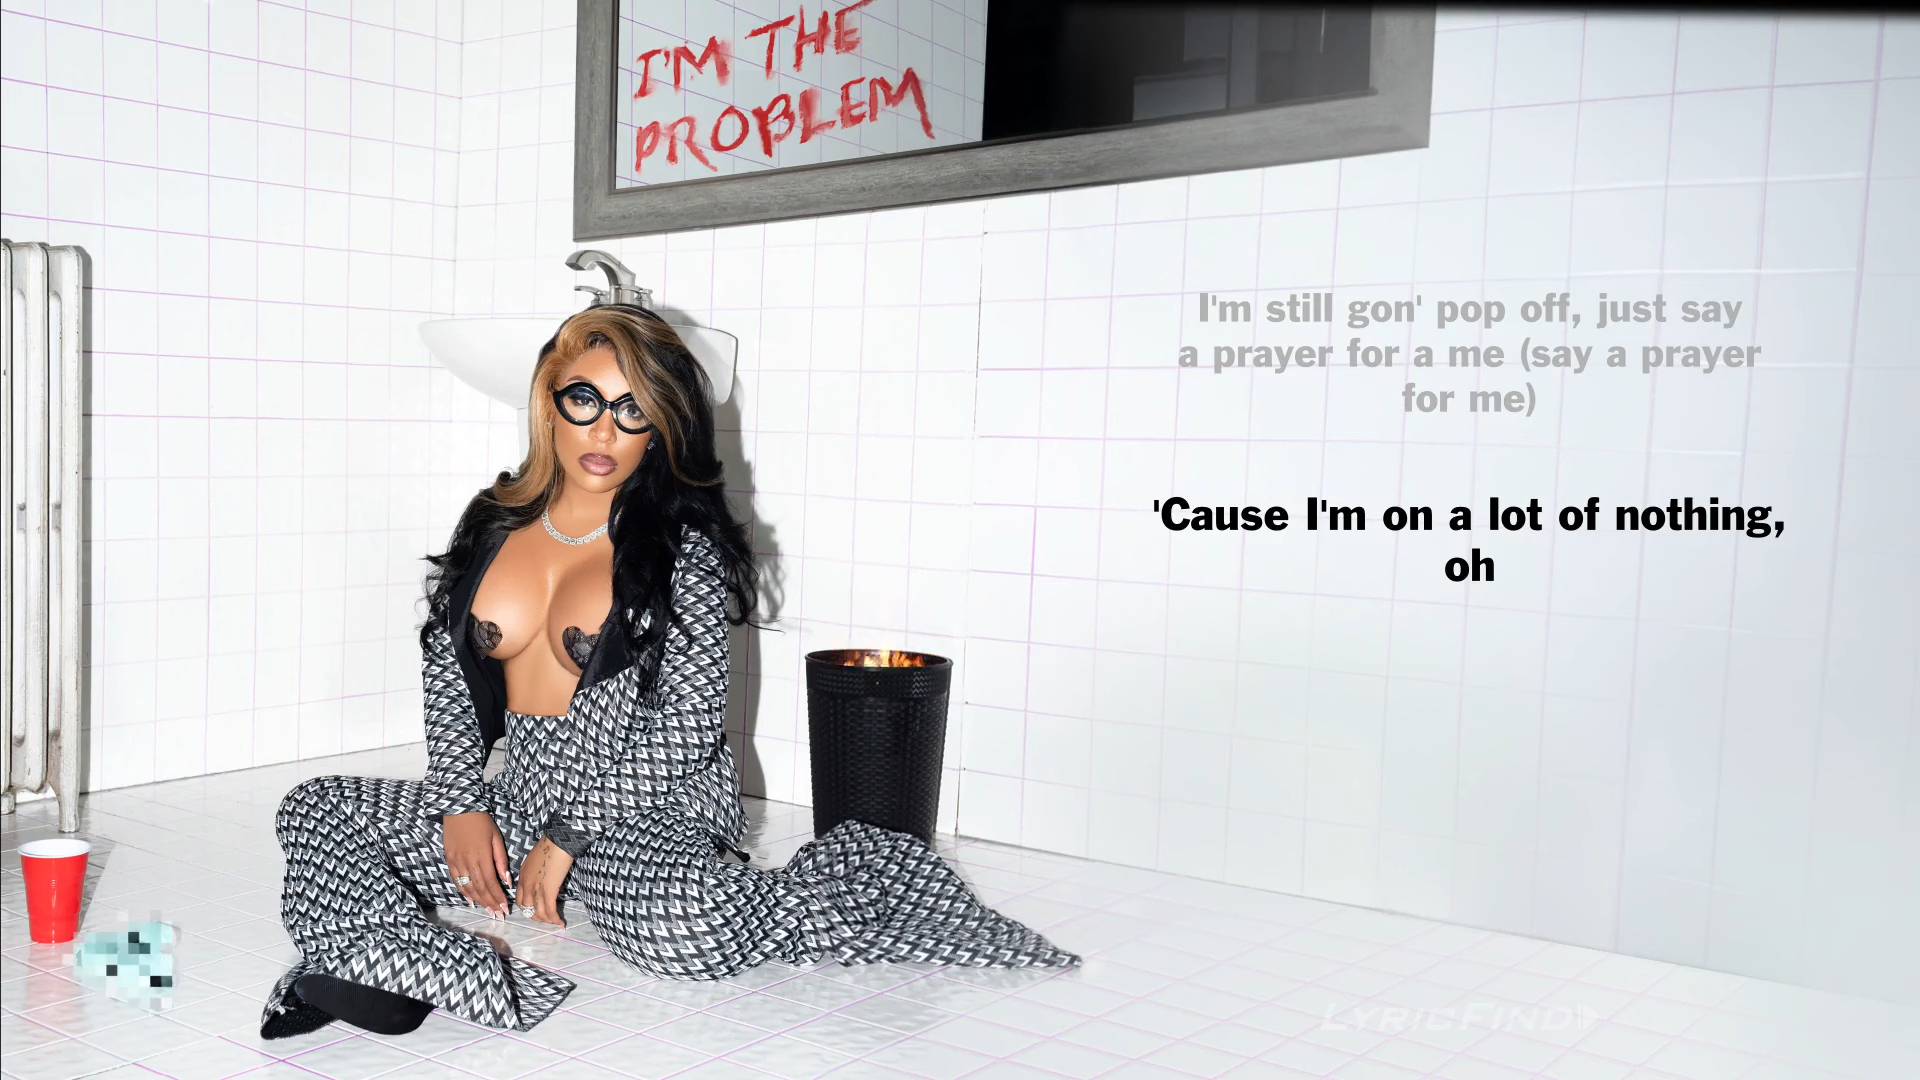 I'M THE
PROBLEM
I'm still gon' pop off, just say
a prayer for a me (say a prayer
for me)
'Cause I'm on a lot of nothing,
oh
LYRICFIND